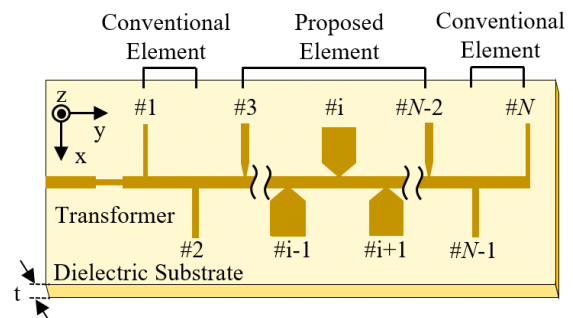 Conventional
Element
Proposed
Element
Conventional
Element
z
y
x
#1
#3
#i
#N-2
#N
Transformer
#2
#i-1
#i+1
#N-1
Dielectric Substrate
t